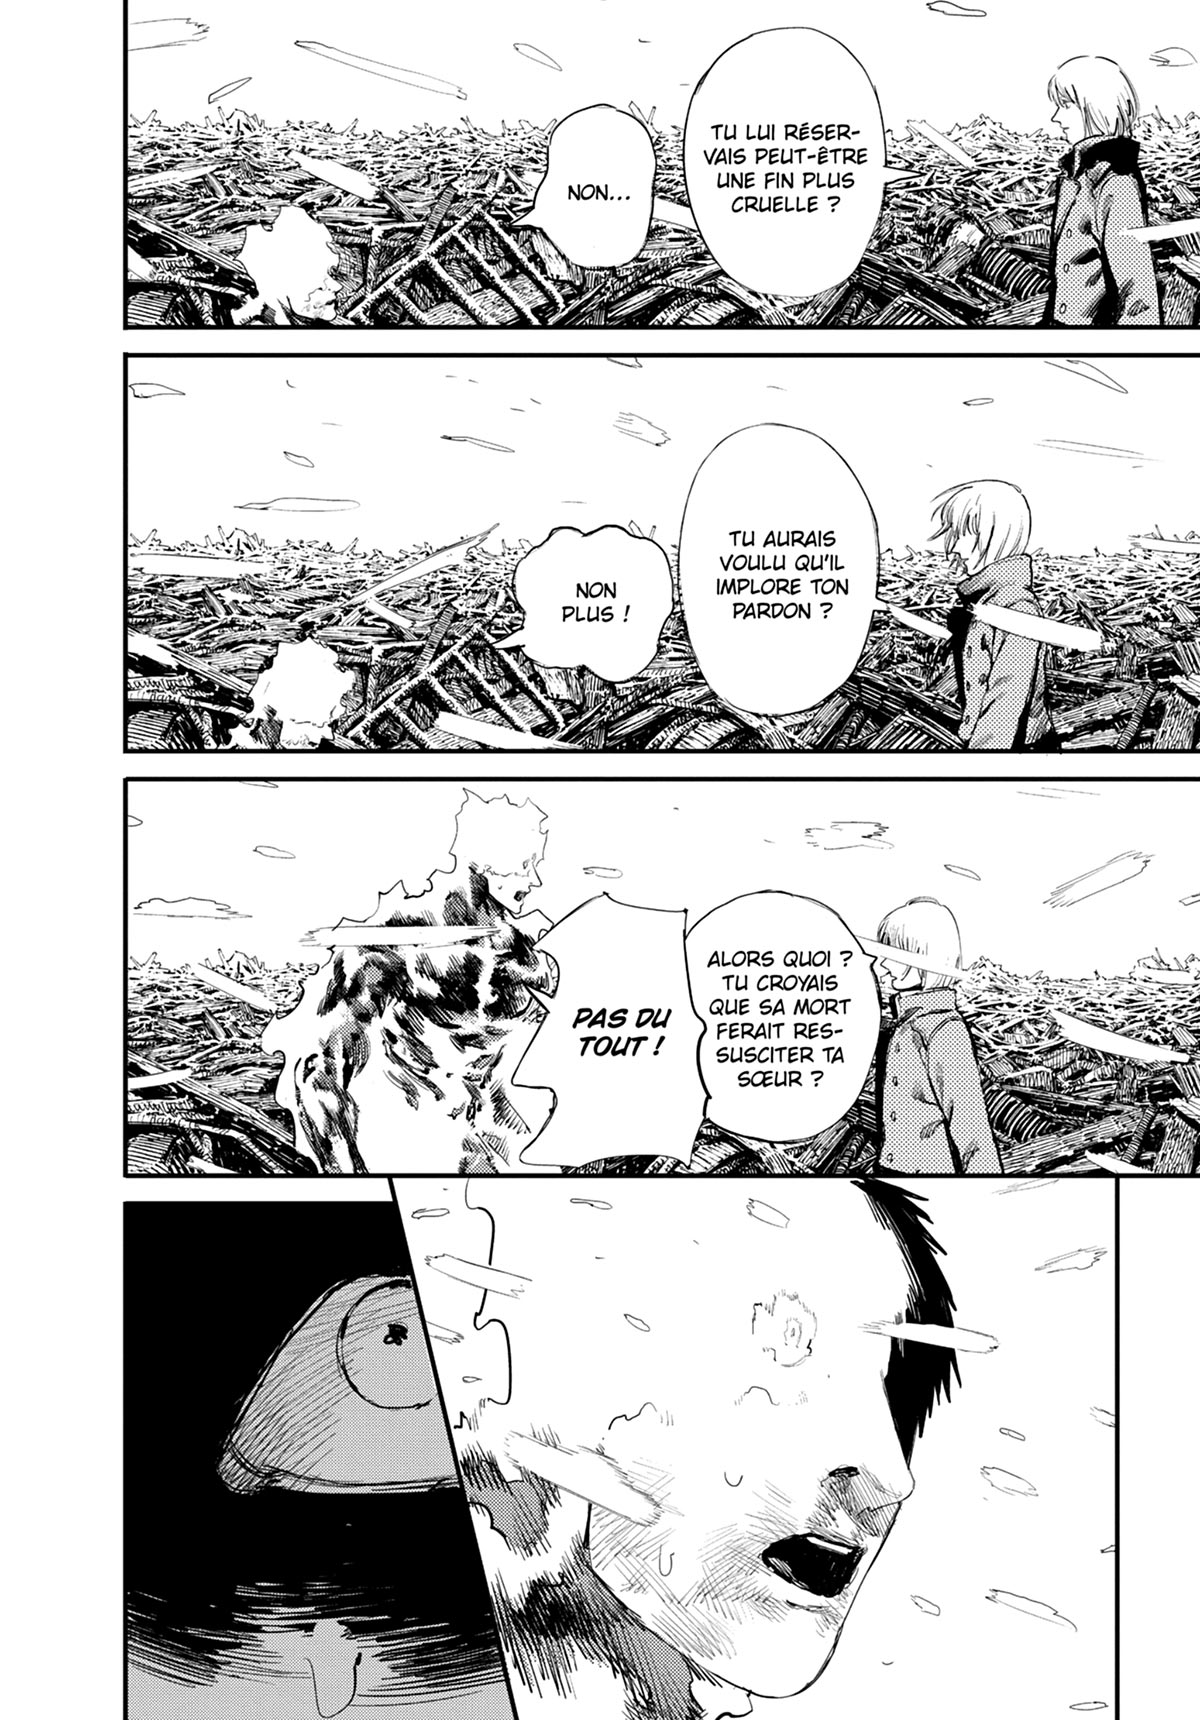 TU LUI RÉSER-
VAIS PEUT-ÊTRE
UNE FIN PLUS
CRUELLE ?
NON...
TU AURAIS
VOULU QU'IL
IMPLORE TON
PARDON ?
NON
PLUS !
ALORS QUOI ?
TU CROYAIS
QUE SA MORT
FERAIT RES-
SUSCITER TA
SŒUR ?
PAS DU
TOUT !